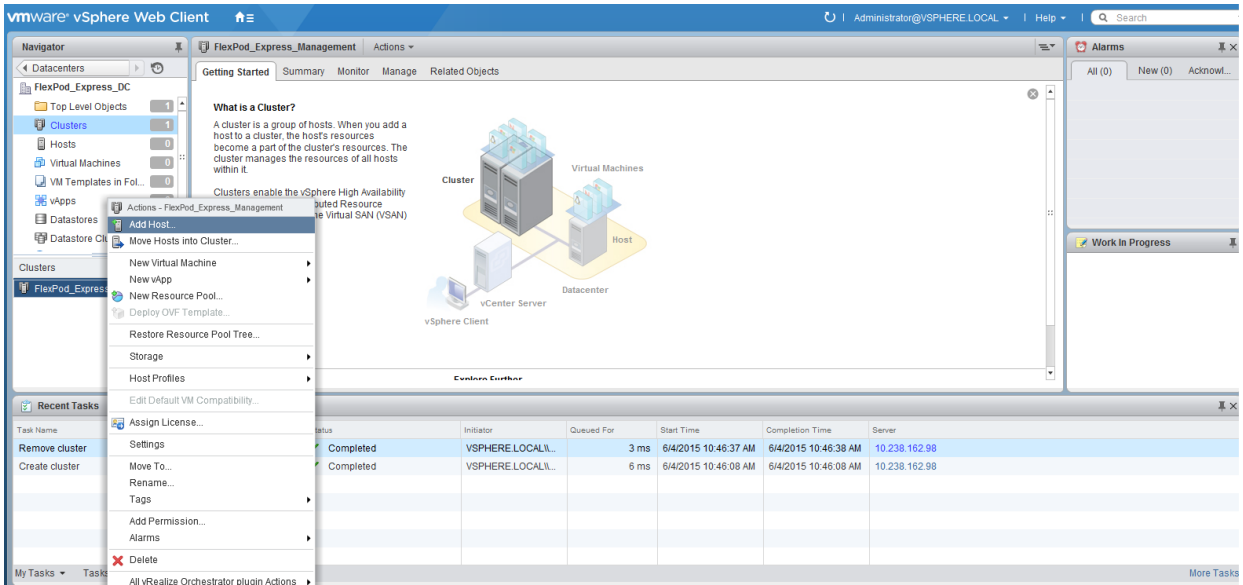 vmware® vSphere Web Client
Administrator@VSPHERE.LOCAL
Help
Search
Navigator
Datacenters
FlexPod_Express_DC
Top Level Objects 1
Clusters 1
Hosts 0
Virtual Machines 0
VM Templates in Fol... 0
vApps
Datastores
Datastore Clu
Clusters
FlexPod_Express
FlexPod_Express_Management Actions
Getting Started Summary Monitor Manage Related Objects
What is a Cluster?
A cluster is a group of hosts. When you add a
host to a cluster, the host's resources
become a part of the cluster's resources. The
cluster manages the resources of all hosts
within it.
Clusters enable the vSphere High Availability
buted Resource
e Virtual SAN (VSAN)
Cluster
Virtual Machines
Host
Datacenter
vCenter Server
vSphere Client
Explore Further
Actions - FlexPod_Express_Management
Add Host...
Move Hosts into Cluster...
New Virtual Machine
New vApp
New Resource Pool...
Deploy OVF Template...
Restore Resource Pool Tree...
Storage
Host Profiles
Edit Default VM Compatibility...
Assign License...
Settings
Move To...
Rename...
Tags
Add Permission...
Alarms
Delete
All vRealize Orchestrator plugin Actions
Alarms
All (0) New (0) Acknowl...
Work In Progress
Recent Tasks
Task Name tatus Initiator Queued For Start Time Completion Time Server
Remove cluster Completed VSPHERE.LOCAL\\... 3 ms 6/4/2015 10:46:37 AM 6/4/2015 10:46:38 AM 10.238.162.98
Create cluster Completed VSPHERE.LOCAL\\... 6 ms 6/4/2015 10:46:08 AM 6/4/2015 10:46:08 AM 10.238.162.98
My Tasks Tasks
More Tasks